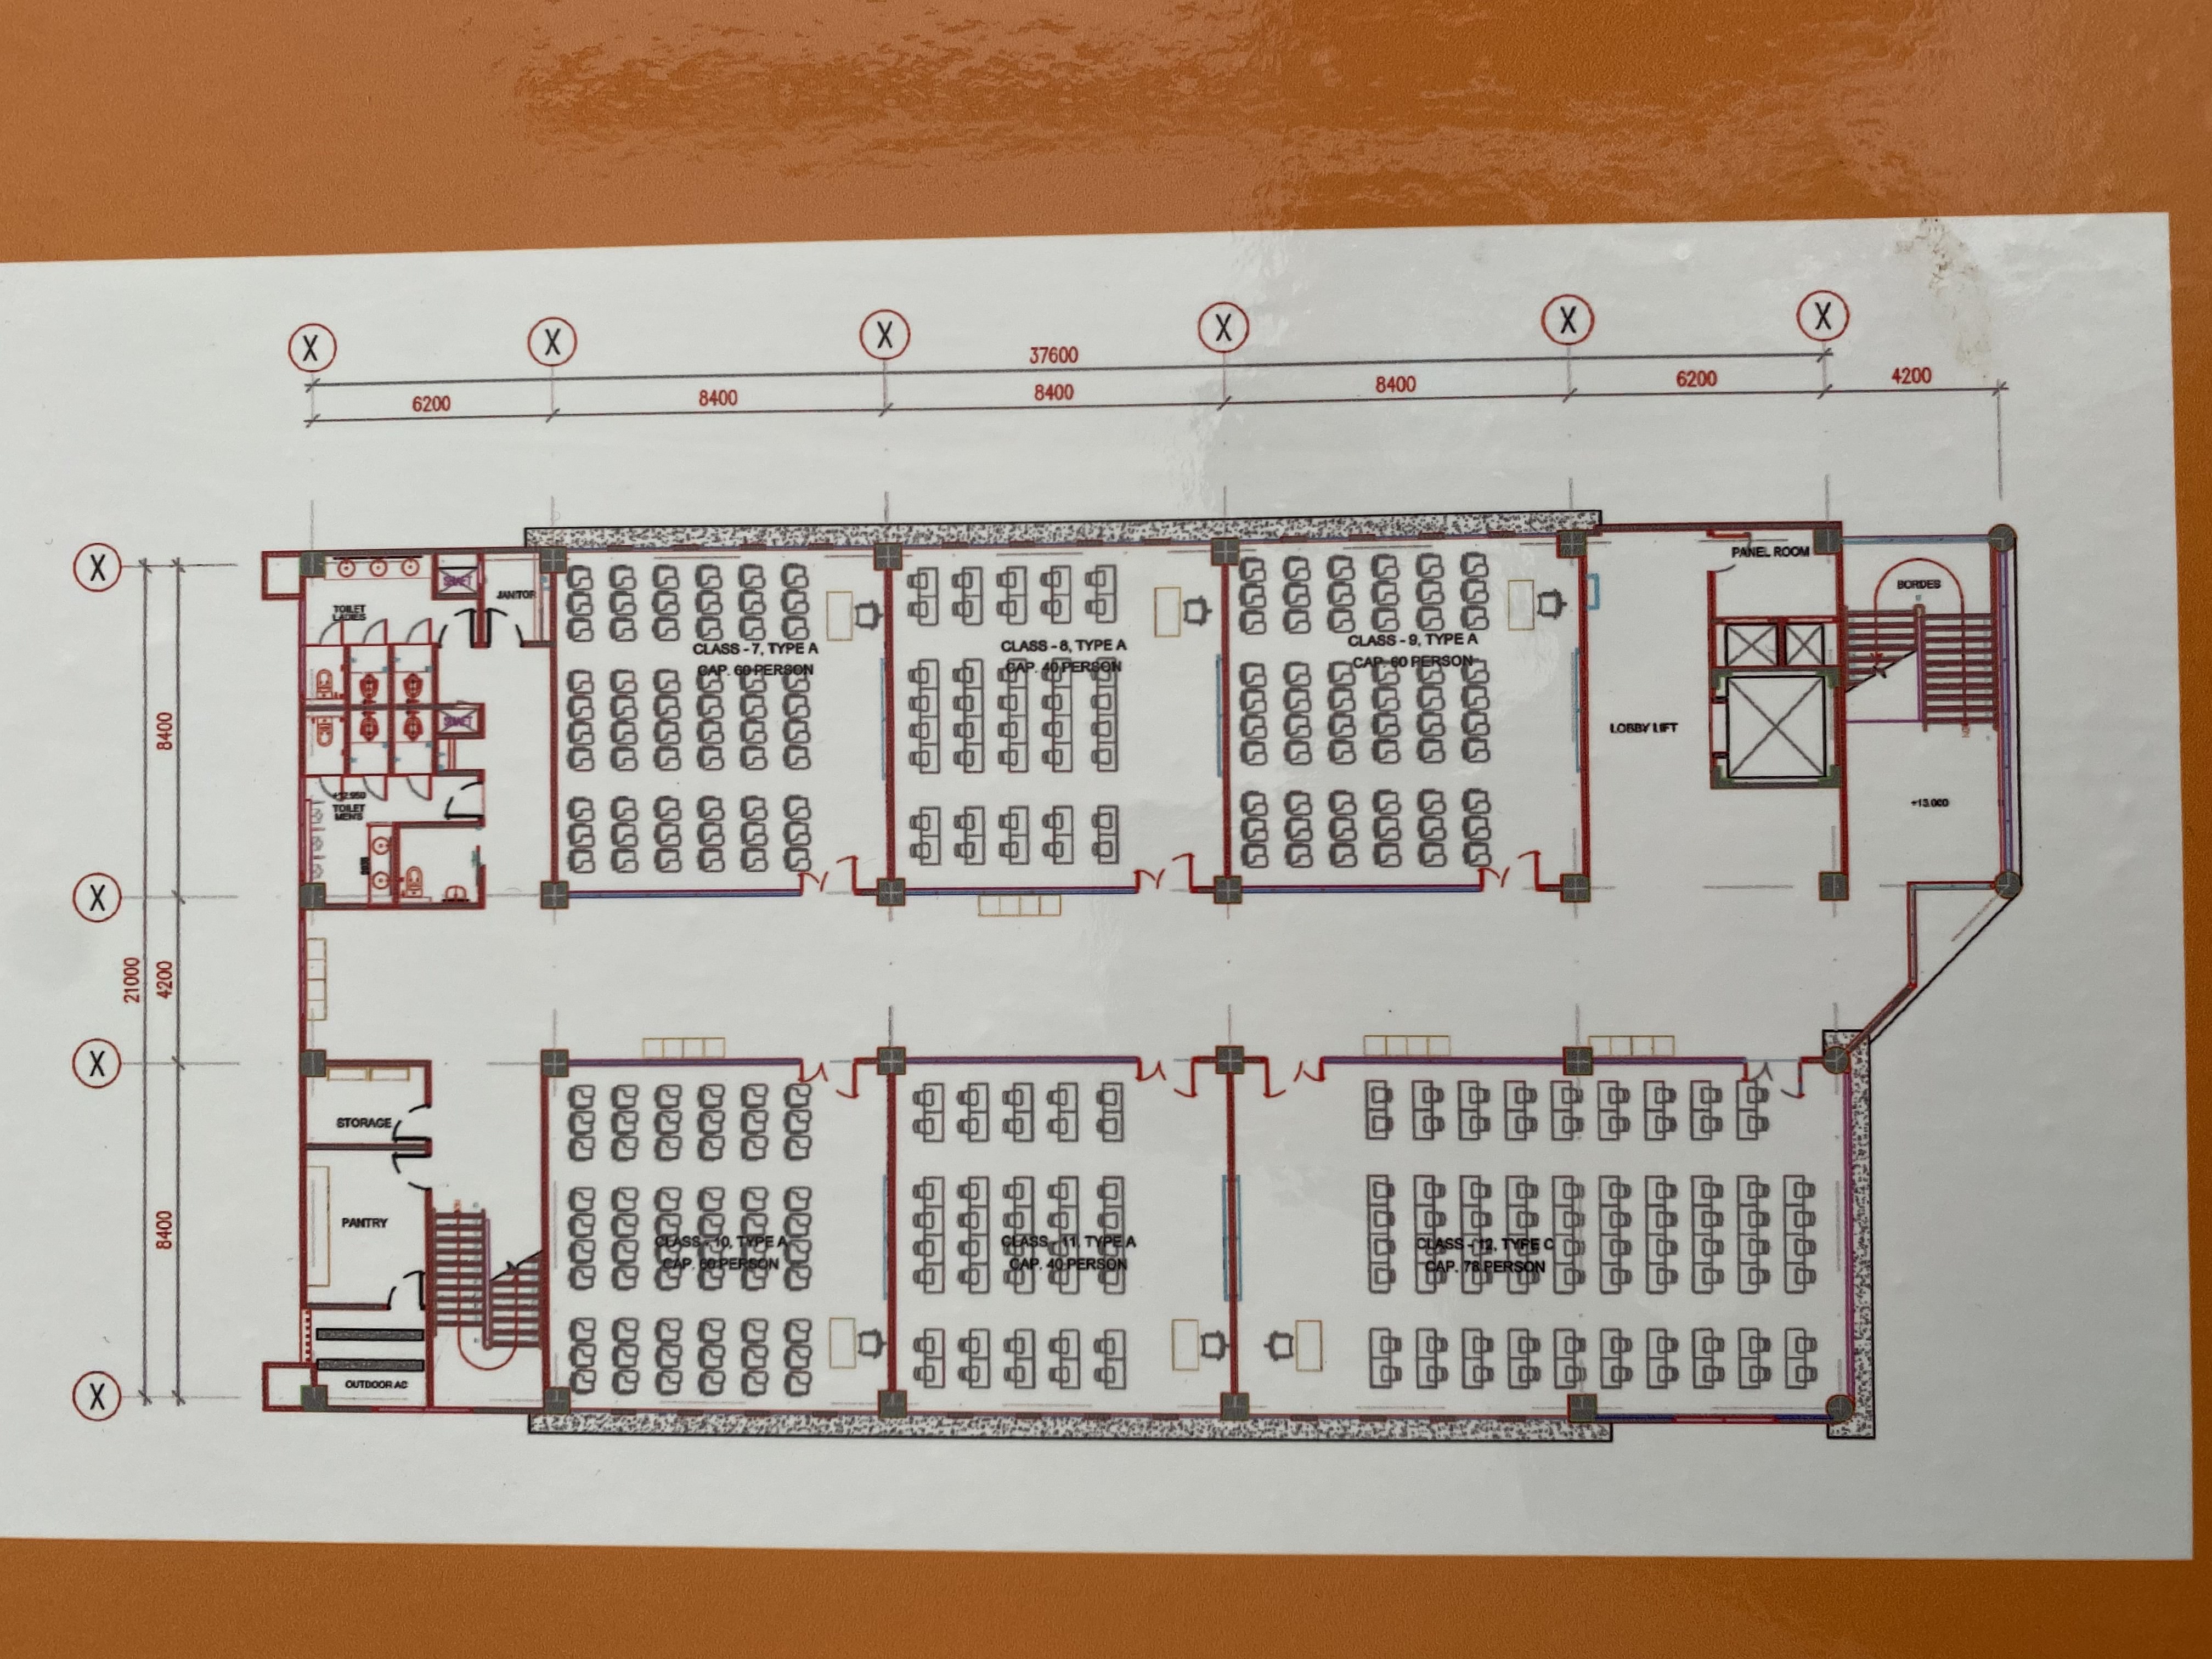 X
X
X
X
X
X
37600
6200
8400
8400
8400
6200
4200
X
X
X
X
8400
21000
4200
8400
TOILET
LADIES
SHAFT
JANITOR
SHAFT
TOILET
MENS
CLASS - 7, TYPE A
CAP. 60 PERSON
CLASS - 8, TYPE A
CAP. 40 PERSON
CLASS - 9, TYPE A
CAP. 60 PERSON
PANEL ROOM
LOBBY LIFT
BORDES
+13.000
STORAGE
PANTRY
OUTDOOR AC
CLASS - 10, TYPE A
CAP. 60 PERSON
CLASS - 11, TYPE A
CAP. 40 PERSON
CLASS - 12, TYPE C
CAP. 78 PERSON